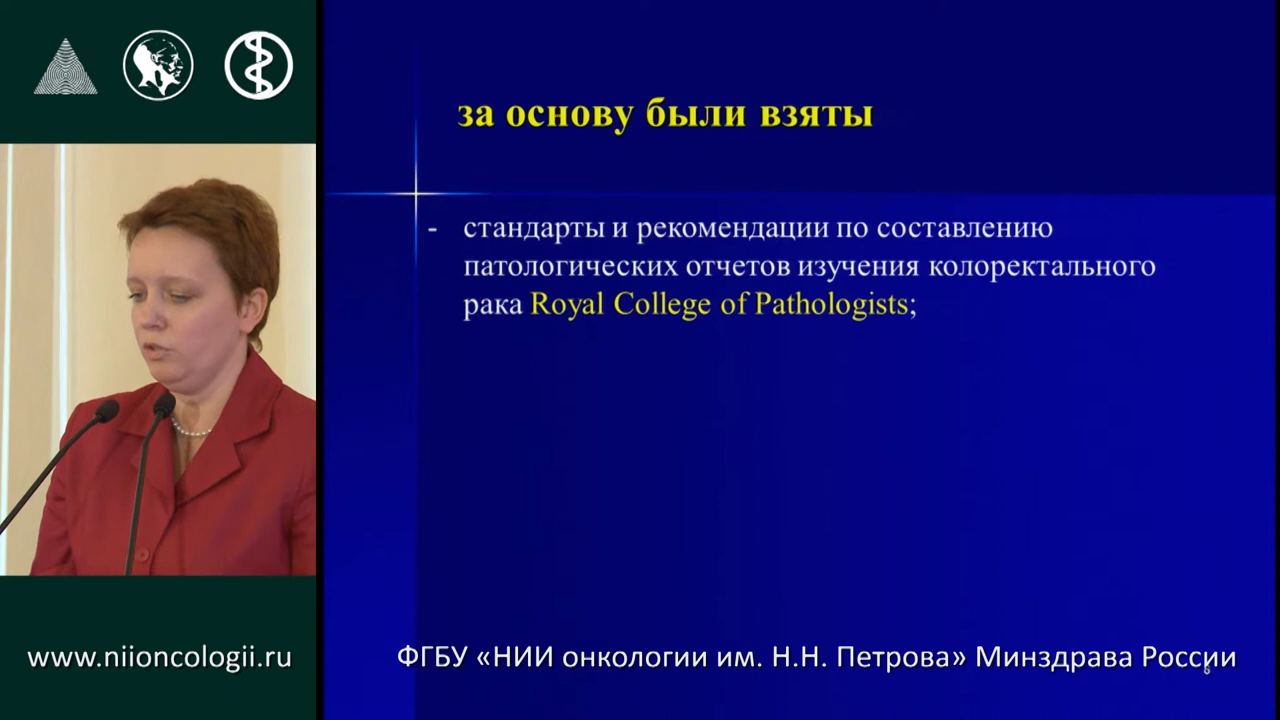 за основу были взяты
- стандарты и рекомендации по составлению
патологических отчетов изучения колоректального
рака Royal College of Pathologists;
www.niioncologii.ru
ФГБУ «НИИ онкологии им. Н.Н. Петрова» Минздрава России